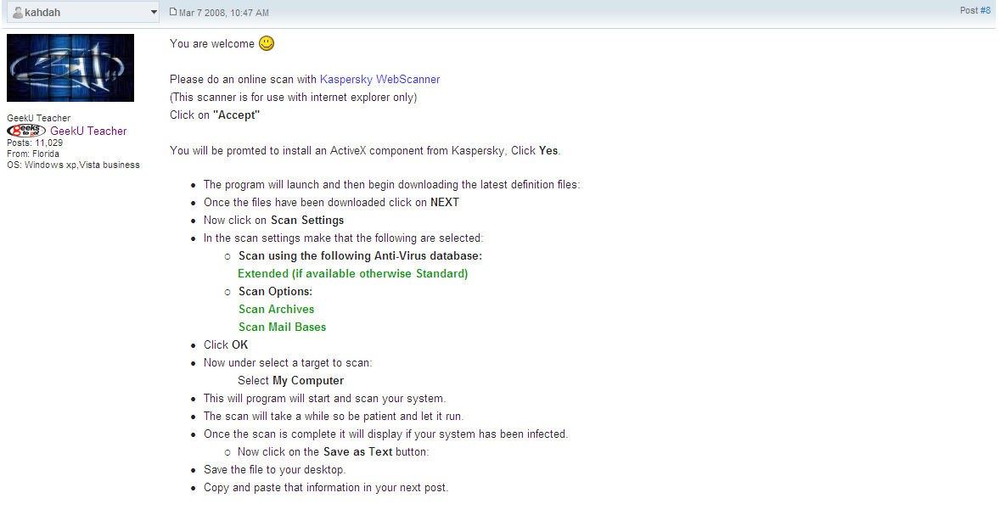 kahdah
Mar 7 2008, 10:47 AM
Post #8
311
GeekU Teacher
geeks to go!
GeekU Teacher
Posts: 11,029
From: Florida
OS: Windows xp,Vista business
You are welcome
Please do an online scan with Kaspersky WebScanner
(This scanner is for use with internet explorer only)
Click on "Accept"
You will be promted to install an ActiveX component from Kaspersky, Click Yes.
The program will launch and then begin downloading the latest definition files:
Once the files have been downloaded click on NEXT
Now click on Scan Settings
In the scan settings make that the following are selected:
Scan using the following Anti-Virus database:
Extended (if available otherwise Standard)
Scan Options:
Scan Archives
Scan Mail Bases
Click OK
Now under select a target to scan:
Select My Computer
This will program will start and scan your system.
The scan will take a while so be patient and let it run.
Once the scan is complete it will display if your system has been infected.
Now click on the Save as Text button:
Save the file to your desktop.
Copy and paste that information in your next post.